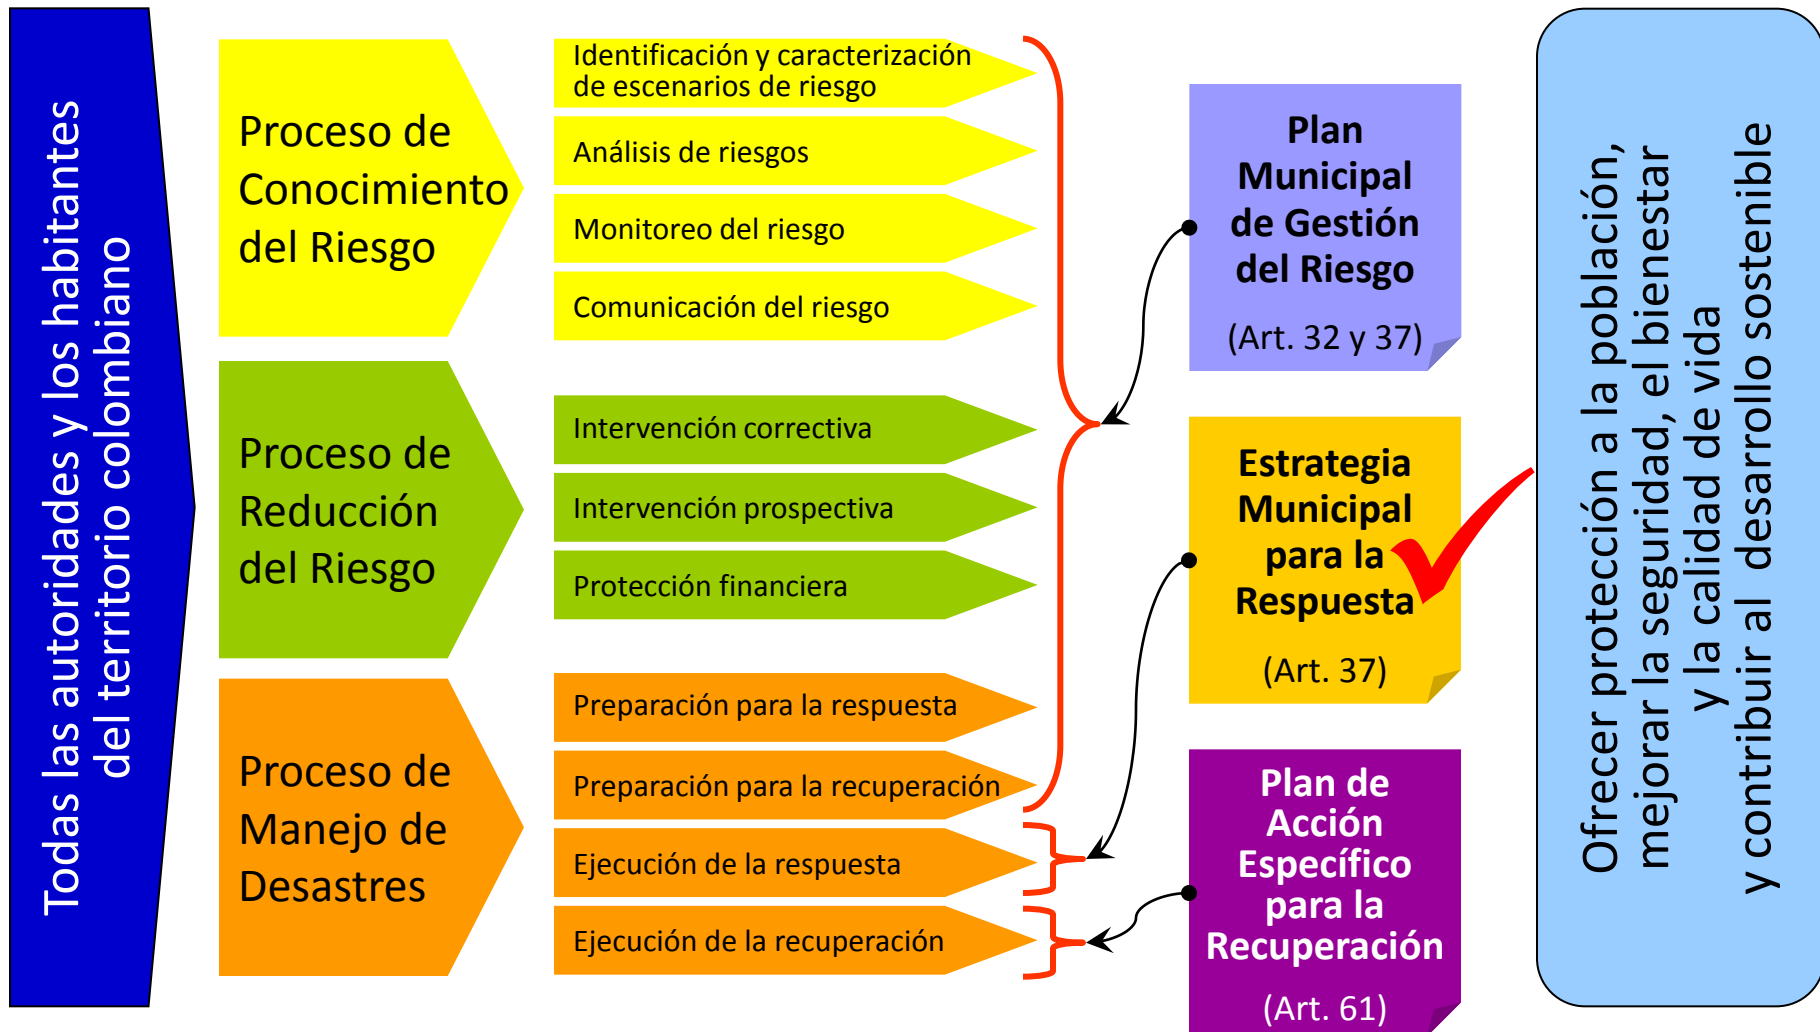 Todas las autoridades y los habitantes
del territorio colombiano
Proceso de
Conocimiento
del Riesgo
Identificación y caracterización
de escenarios de riesgo
Análisis de riesgos
Monitoreo del riesgo
Comunicación del riesgo
Proceso de
Reducción
del Riesgo
Intervención correctiva
Intervención prospectiva
Protección financiera
Proceso de
Manejo de
Desastres
Preparación para la respuesta
Preparación para la recuperación
Ejecución de la respuesta
Ejecución de la recuperación
Plan
Municipal
de Gestión
del Riesgo
(Art. 32 y 37)
Estrategia
Municipal
para la
Respuesta
(Art. 37)
Plan de
Acción
Específico
para la
Recuperación
(Art. 61)
Ofrecer protección a la población,
mejorar la seguridad, el bienestar
y la calidad de vida
y contribuir al desarrollo sostenible